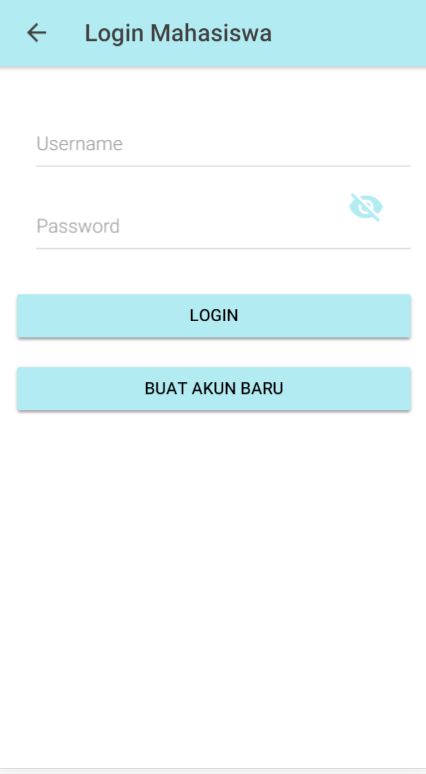 Login Mahasiswa
Username
Password
LOGIN
BUAT AKUN BARU